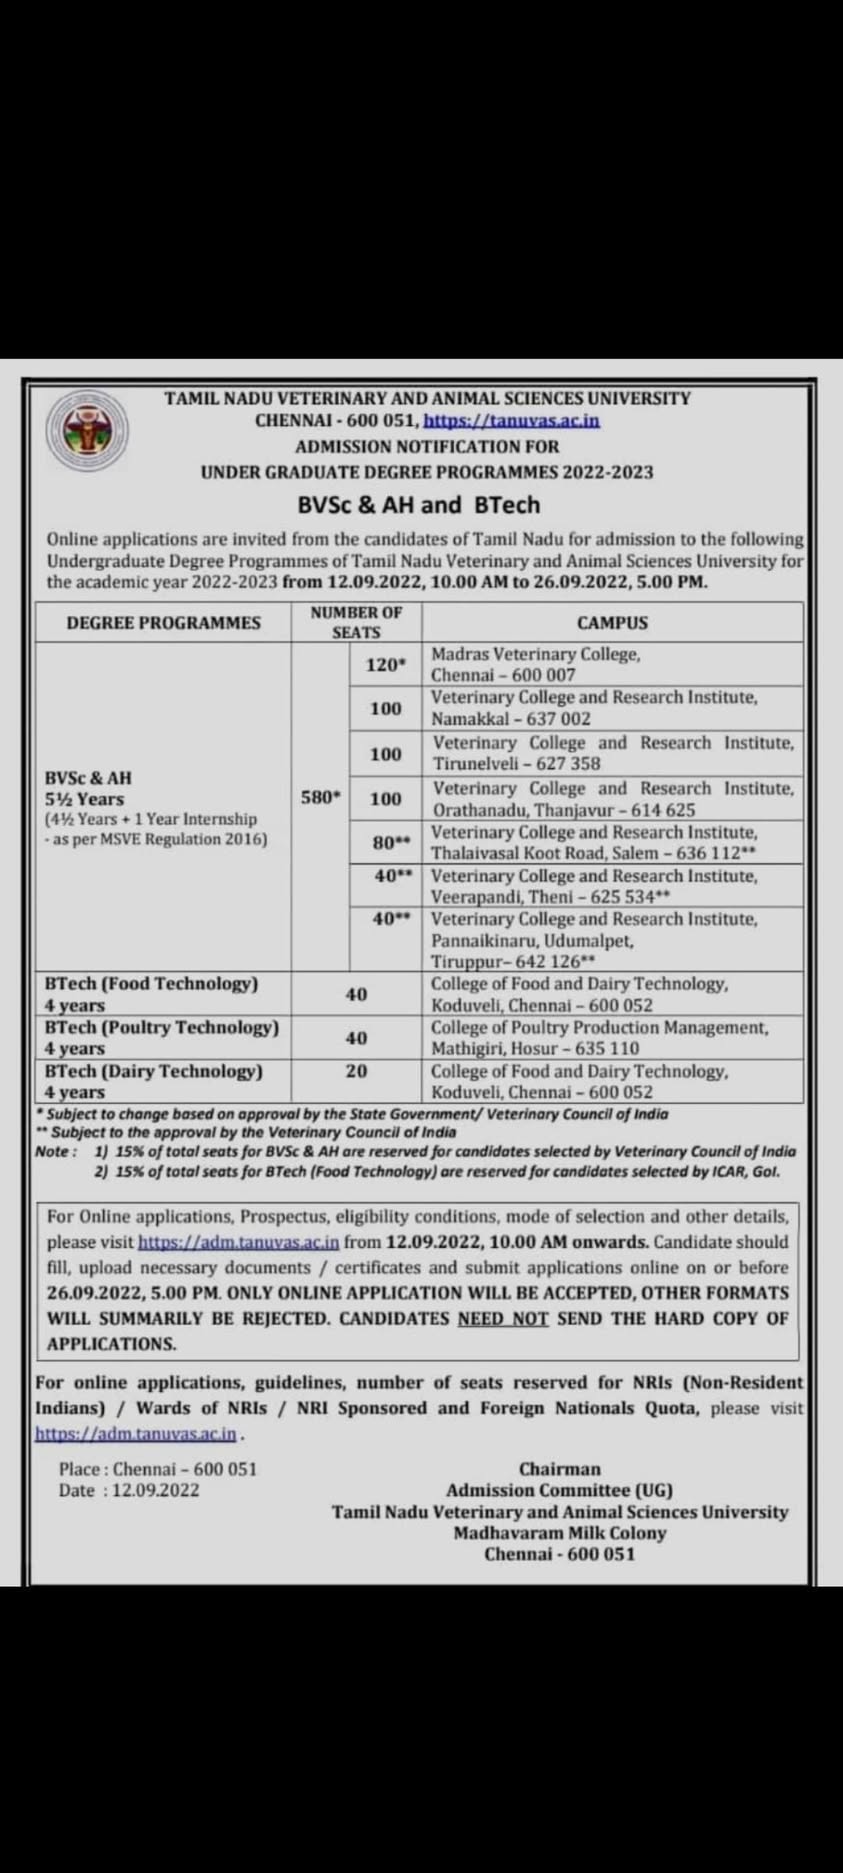 TAMIL NADU VETERINARY AND ANIMAL SCIENCES UNIVERSITY
CHENNAI - 600 051, https://tanuvas.ac.in
ADMISSION NOTIFICATION FOR
UNDER GRADUATE DEGREE PROGRAMMES 2022-2023
BVSc & AH and BTech
Online applications are invited from the candidates of Tamil Nadu for admission to the following
Undergraduate Degree Programmes of Tamil Nadu Veterinary and Animal Sciences University for
the academic year 2022-2023 from 12.09.2022, 10.00 AM to 26.09.2022, 5.00 PM.
DEGREE PROGRAMMES
NUMBER OF
SEATS
CAMPUS
BVSc & AH
5½ Years
(4½ Years + 1 Year Internship
- as per MSVE Regulation 2016)
580*
120*
Madras Veterinary College,
Chennai – 600 007
100
Veterinary College and Research Institute,
Namakkal – 637 002
100
Veterinary College and Research Institute,
Tirunelveli – 627 358
100
Veterinary College and Research Institute,
Orathanadu, Thanjavur – 614 625
80**
Veterinary College and Research Institute,
Thalaivasal Koot Road, Salem – 636 112**
40**
Veterinary College and Research Institute,
Veerapandi, Theni – 625 534**
40**
Veterinary College and Research Institute,
Pannaikinaru, Udumalpet,
Tiruppur– 642 126**
BTech (Food Technology)
4 years
40
College of Food and Dairy Technology,
Koduveli, Chennai – 600 052
BTech (Poultry Technology)
4 years
40
College of Poultry Production Management,
Mathigiri, Hosur – 635 110
BTech (Dairy Technology)
4 years
20
College of Food and Dairy Technology,
Koduveli, Chennai – 600 052
* Subject to change based on approval by the State Government/ Veterinary Council of India
** Subject to the approval by the Veterinary Council of India
Note : 1) 15% of total seats for BVSc & AH are reserved for candidates selected by Veterinary Council of India
2) 15% of total seats for BTech (Food Technology) are reserved for candidates selected by ICAR, GoI.
For Online applications, Prospectus, eligibility conditions, mode of selection and other details,
please visit https://adm.tanuvas.ac.in from 12.09.2022, 10.00 AM onwards. Candidate should
fill, upload necessary documents / certificates and submit applications online on or before
26.09.2022, 5.00 PM. ONLY ONLINE APPLICATION WILL BE ACCEPTED, OTHER FORMATS
WILL SUMMARILY BE REJECTED. CANDIDATES NEED NOT SEND THE HARD COPY OF
APPLICATIONS.
For online applications, guidelines, number of seats reserved for NRIs (Non-Resident
Indians) / Wards of NRIs / NRI Sponsored and Foreign Nationals Quota, please visit
https://adm.tanuvas.ac.in .
Place : Chennai – 600 051
Date : 12.09.2022
Chairman
Admission Committee (UG)
Tamil Nadu Veterinary and Animal Sciences University
Madhavaram Milk Colony
Chennai - 600 051